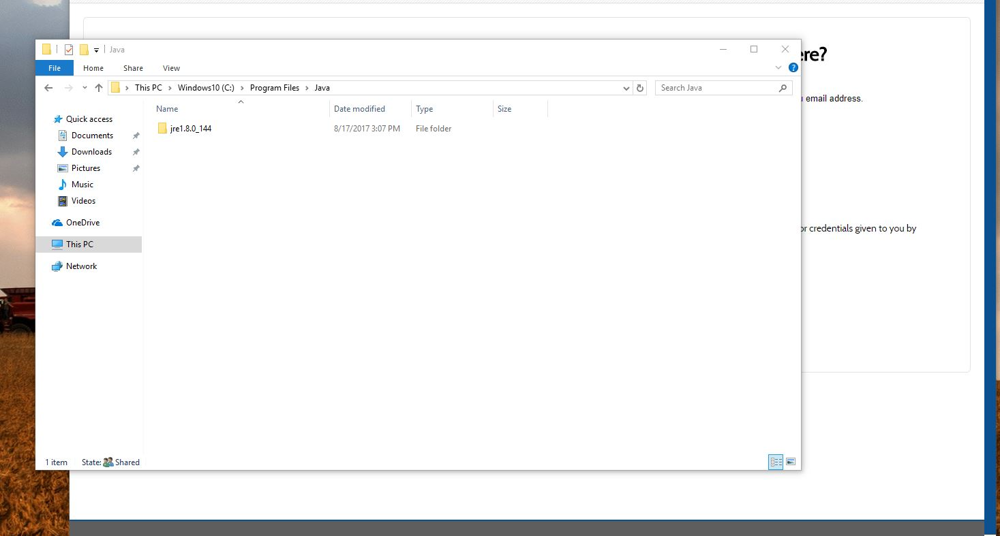 ere?
Java
File Home Share View
This PC Windows10 (C:) Program Files Java
Search Java
email address.
Name Date modified Type Size
jre1.8.0_144 8/17/2017 3:07 PM File folder
Quick access
Documents
Downloads
Pictures
Music
Videos
OneDrive
This PC
Network
or credentials given to you by
1 item State: Shared